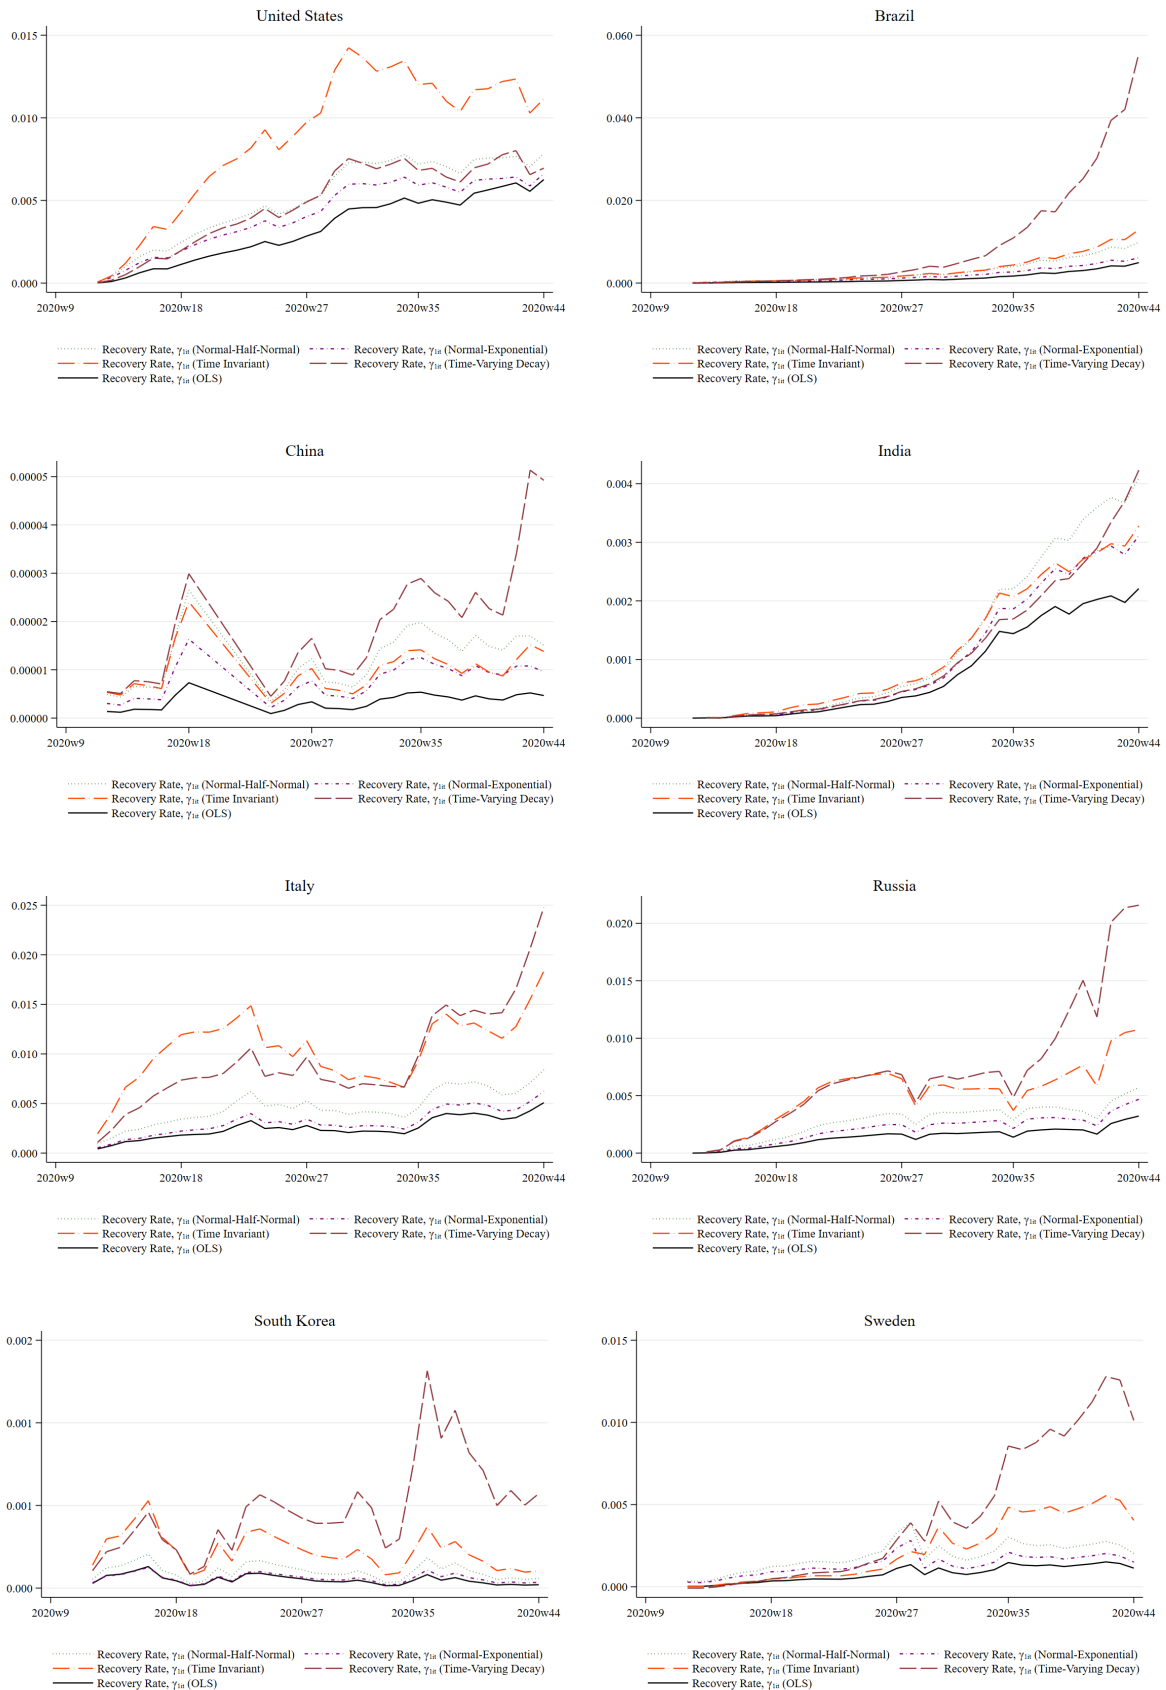 United States
0.015
0.010
0.005
0.000
2020w9 2020w18 2020w27 2020w35 2020w44
Recovery Rate, γ₁ᵢₜ (Normal-Half-Normal) Recovery Rate, γ₁ᵢₜ (Normal-Exponential)
Recovery Rate, γ₁ᵢₜ (Time Invariant) Recovery Rate, γ₁ᵢₜ (Time-Varying Decay)
Recovery Rate, γ₁ᵢₜ (OLS)
Brazil
0.060
0.040
0.020
0.000
2020w9 2020w18 2020w27 2020w35 2020w44
Recovery Rate, γ₁ᵢₜ (Normal-Half-Normal) Recovery Rate, γ₁ᵢₜ (Normal-Exponential)
Recovery Rate, γ₁ᵢₜ (Time Invariant) Recovery Rate, γ₁ᵢₜ (Time-Varying Decay)
Recovery Rate, γ₁ᵢₜ (OLS)
China
0.00005
0.00004
0.00003
0.00002
0.00001
0.00000
2020w9 2020w18 2020w27 2020w35 2020w44
Recovery Rate, γ₁ᵢₜ (Normal-Half-Normal) Recovery Rate, γ₁ᵢₜ (Normal-Exponential)
Recovery Rate, γ₁ᵢₜ (Time Invariant) Recovery Rate, γ₁ᵢₜ (Time-Varying Decay)
Recovery Rate, γ₁ᵢₜ (OLS)
India
0.004
0.003
0.002
0.001
0.000
2020w9 2020w18 2020w27 2020w35 2020w44
Recovery Rate, γ₁ᵢₜ (Normal-Half-Normal) Recovery Rate, γ₁ᵢₜ (Normal-Exponential)
Recovery Rate, γ₁ᵢₜ (Time Invariant) Recovery Rate, γ₁ᵢₜ (Time-Varying Decay)
Recovery Rate, γ₁ᵢₜ (OLS)
Italy
0.025
0.020
0.015
0.010
0.005
0.000
2020w9 2020w18 2020w27 2020w35 2020w44
Recovery Rate, γ₁ᵢₜ (Normal-Half-Normal) Recovery Rate, γ₁ᵢₜ (Normal-Exponential)
Recovery Rate, γ₁ᵢₜ (Time Invariant) Recovery Rate, γ₁ᵢₜ (Time-Varying Decay)
Recovery Rate, γ₁ᵢₜ (OLS)
Russia
0.020
0.015
0.010
0.005
0.000
2020w9 2020w18 2020w27 2020w35 2020w44
Recovery Rate, γ₁ᵢₜ (Normal-Half-Normal) Recovery Rate, γ₁ᵢₜ (Normal-Exponential)
Recovery Rate, γ₁ᵢₜ (Time Invariant) Recovery Rate, γ₁ᵢₜ (Time-Varying Decay)
Recovery Rate, γ₁ᵢₜ (OLS)
South Korea
0.002
0.001
0.001
0.000
2020w9 2020w18 2020w27 2020w35 2020w44
Recovery Rate, γ₁ᵢₜ (Normal-Half-Normal) Recovery Rate, γ₁ᵢₜ (Normal-Exponential)
Recovery Rate, γ₁ᵢₜ (Time Invariant) Recovery Rate, γ₁ᵢₜ (Time-Varying Decay)
Recovery Rate, γ₁ᵢₜ (OLS)
Sweden
0.015
0.010
0.005
0.000
2020w9 2020w18 2020w27 2020w35 2020w44
Recovery Rate, γ₁ᵢₜ (Normal-Half-Normal) Recovery Rate, γ₁ᵢₜ (Normal-Exponential)
Recovery Rate, γ₁ᵢₜ (Time Invariant) Recovery Rate, γ₁ᵢₜ (Time-Varying Decay)
Recovery Rate, γ₁ᵢₜ (OLS)